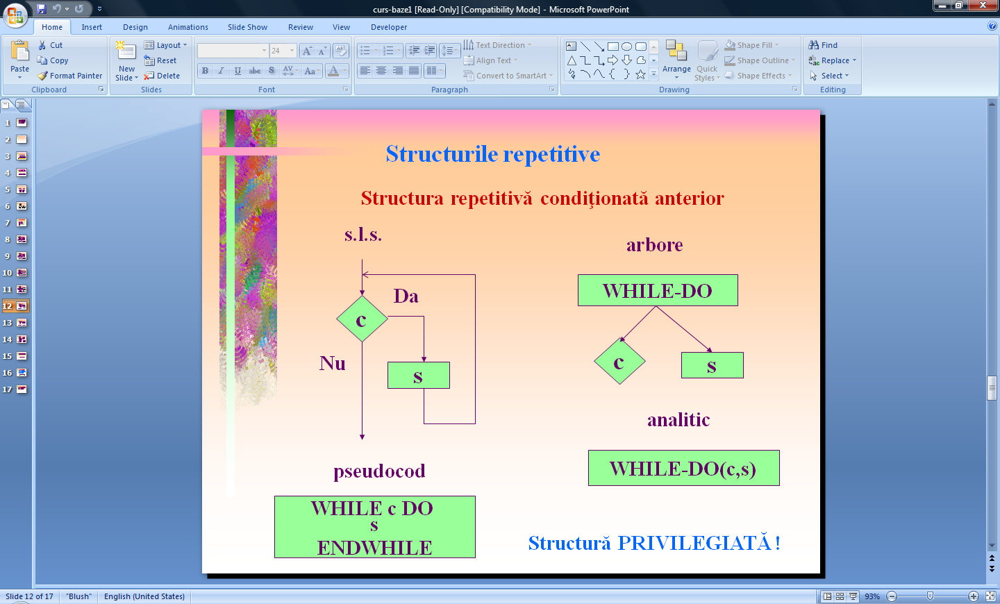 curs-baze1 [Read-Only] [Compatibility Mode] - Microsoft PowerPoint
Home Insert Design Animations Slide Show Review View Developer
Paste
Cut
Copy
Format Painter
Clipboard
New Slide
Layout
Reset
Delete
Slides
24
B I U abc S AV Aa A
Font
Text Direction
Align Text
Convert to SmartArt
Paragraph
Arrange
Quick Styles
Shape Fill
Shape Outline
Shape Effects
Drawing
Find
Replace
Select
Editing
1
2
3
4
5
6
7
8
9
10
11
12
13
14
15
16
17
Structurile repetitive
Structura repetitivă condiţionată anterior
s.l.s.
Da
c
Nu
s
arbore
WHILE-DO
c
s
analitic
WHILE-DO(c,s)
pseudocod
WHILE c DO
s
ENDWHILE
Structură PRIVILEGIATĂ !
Slide 12 of 17 "Blush" English (United States) 93%